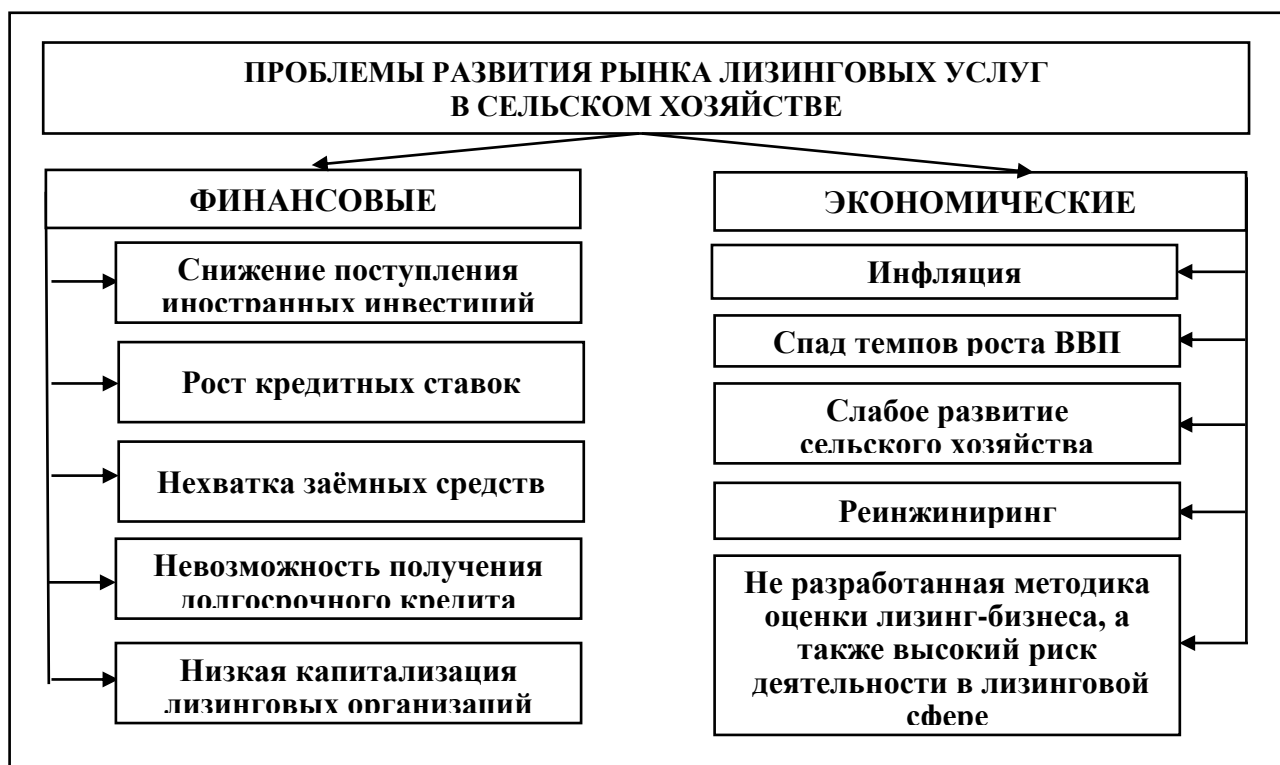 ПРОБЛЕМЫ РАЗВИТИЯ РЫНКА ЛИЗИНГОВЫХ УСЛУГ
В СЕЛЬСКОМ ХОЗЯЙСТВЕ
ФИНАНСОВЫЕ
Снижение поступления
иностранных инвестиций
Рост кредитных ставок
Нехватка заёмных средств
Невозможность получения
долгосрочного кредита
Низкая капитализация
лизинговых организаций
ЭКОНОМИЧЕСКИЕ
Инфляция
Спад темпов роста ВВП
Слабое развитие
сельского хозяйства
Реинжиниринг
Не разработанная методика
оценки лизинг-бизнеса, а
также высокий риск
деятельности в лизинговой
сфере